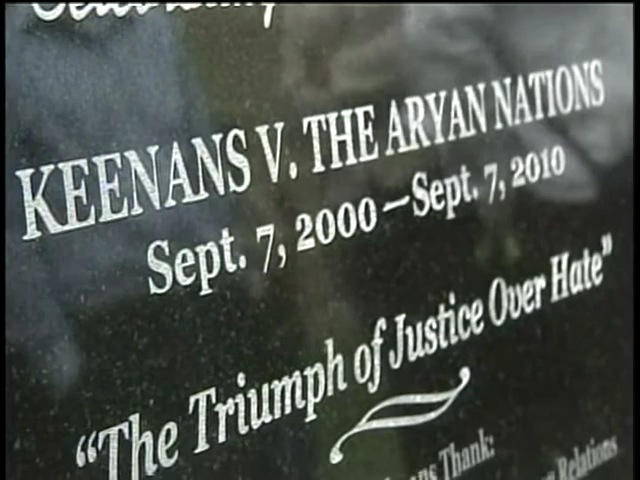 KEENANS V. THE ARYAN NATIONS
Sept. 7, 2000—Sept. 7, 2010
"The Triumph of Justice Over Hate"
Thank:
Relations